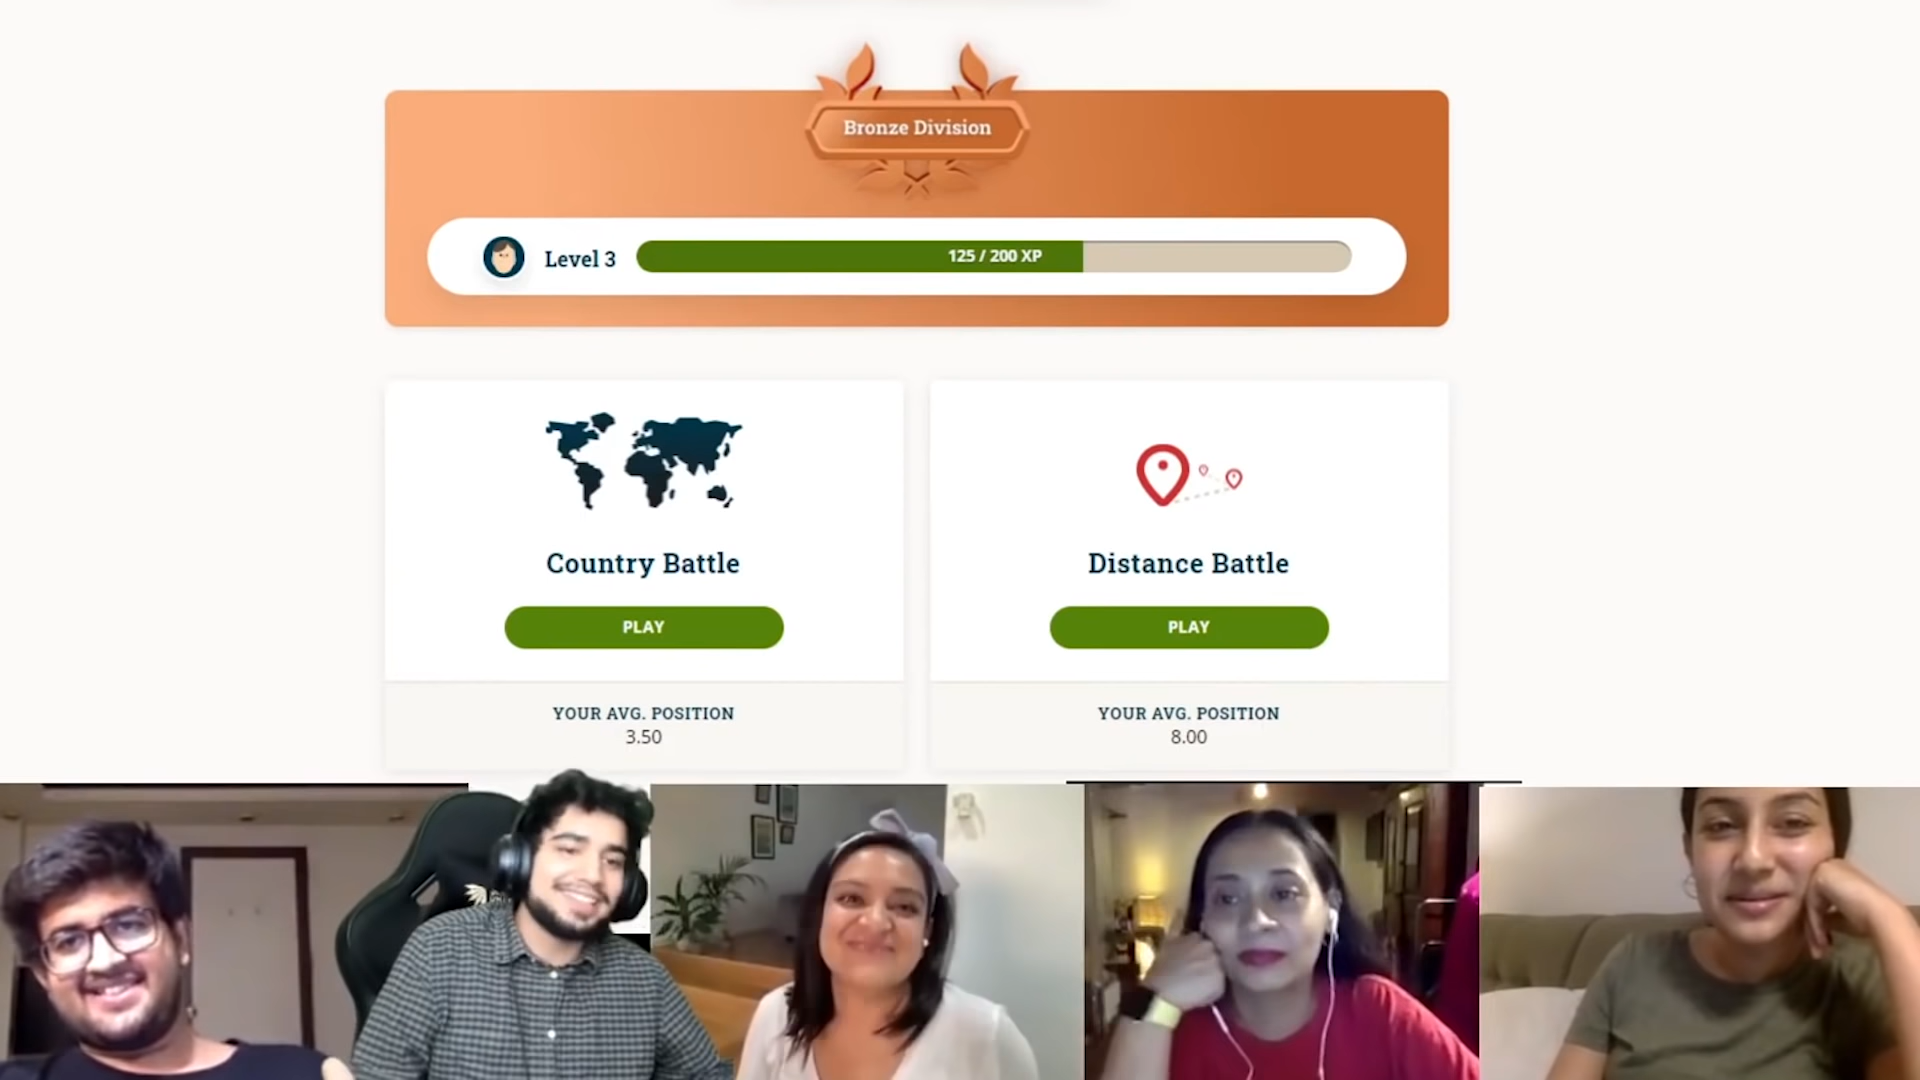 Bronze Division
Level 3
125 / 200 XP
Country Battle
PLAY
YOUR AVG. POSITION
3.50
Distance Battle
PLAY
YOUR AVG. POSITION
8.00